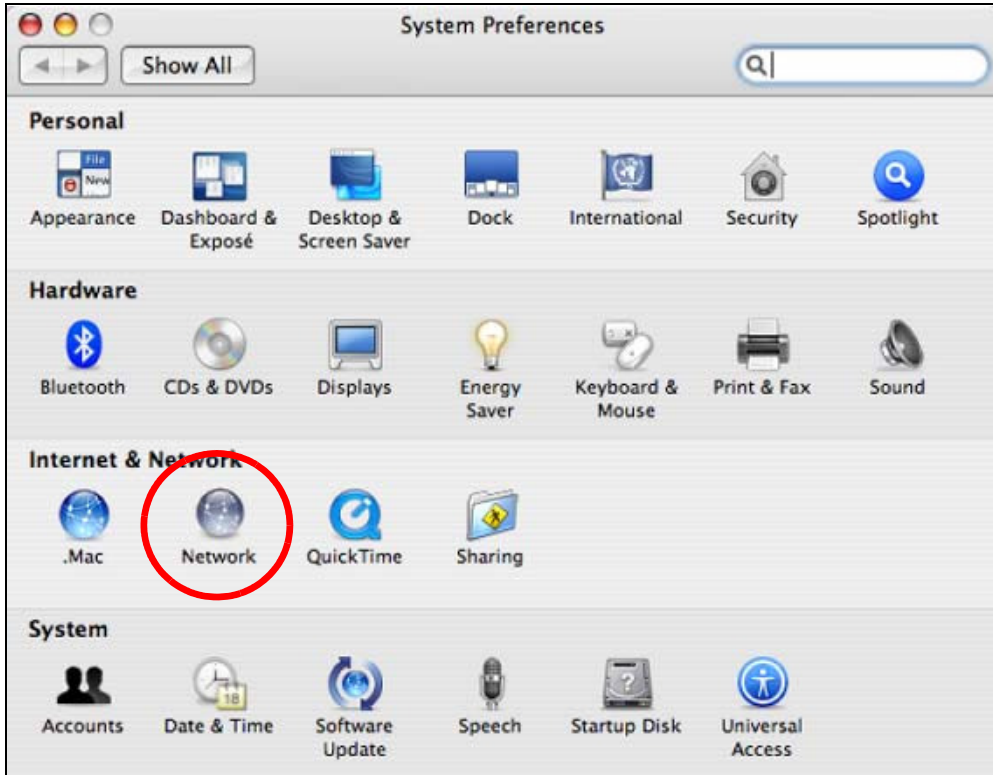 System Preferences
Show All
Personal
File
New
Appearance
Dashboard &
Exposé
Desktop &
Screen Saver
Dock
International
Security
Spotlight
Hardware
Bluetooth
CDs & DVDs
Displays
Energy
Saver
Keyboard &
Mouse
Print & Fax
Sound
Internet & Network
.Mac
Network
QuickTime
Sharing
System
Accounts
18
Date & Time
Software
Update
Speech
?
Startup Disk
Universal
Access